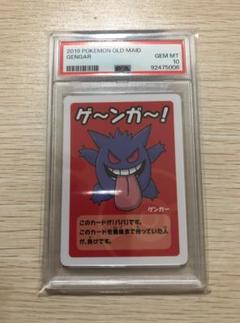 2019 POKEMON OLD MAID
GENGAR
GEM MT
10
PSA
92475006
ゲ〜ンガ〜!
ゲンガー
このカードが「ババ」です。
このカードを最後まで持っていた人が、負けです。